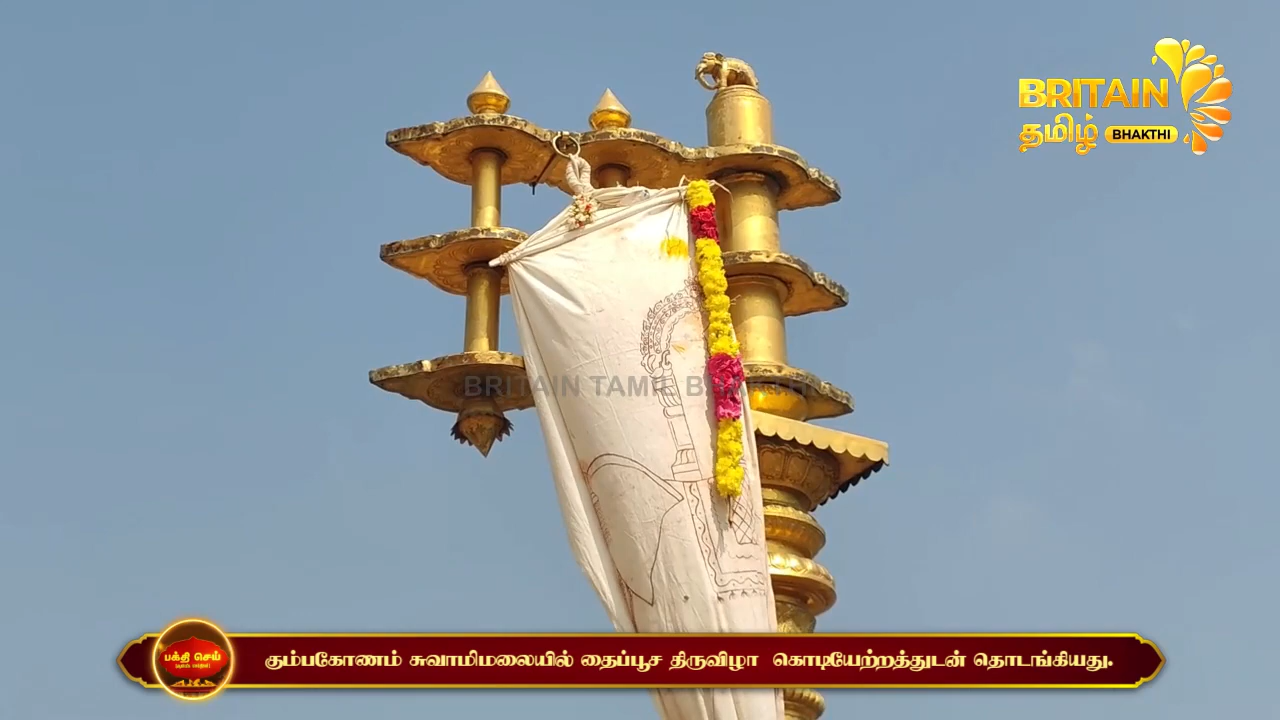 BRITAIN
தமிழ் BHAKTHI
BRITAIN TAMIL BHAKTHI
பக்தி செய்
கும்பகோணம் சுவாமிமலையில் தைப்பூச திருவிழா கொடியேற்றத்துடன் தொடங்கியது.